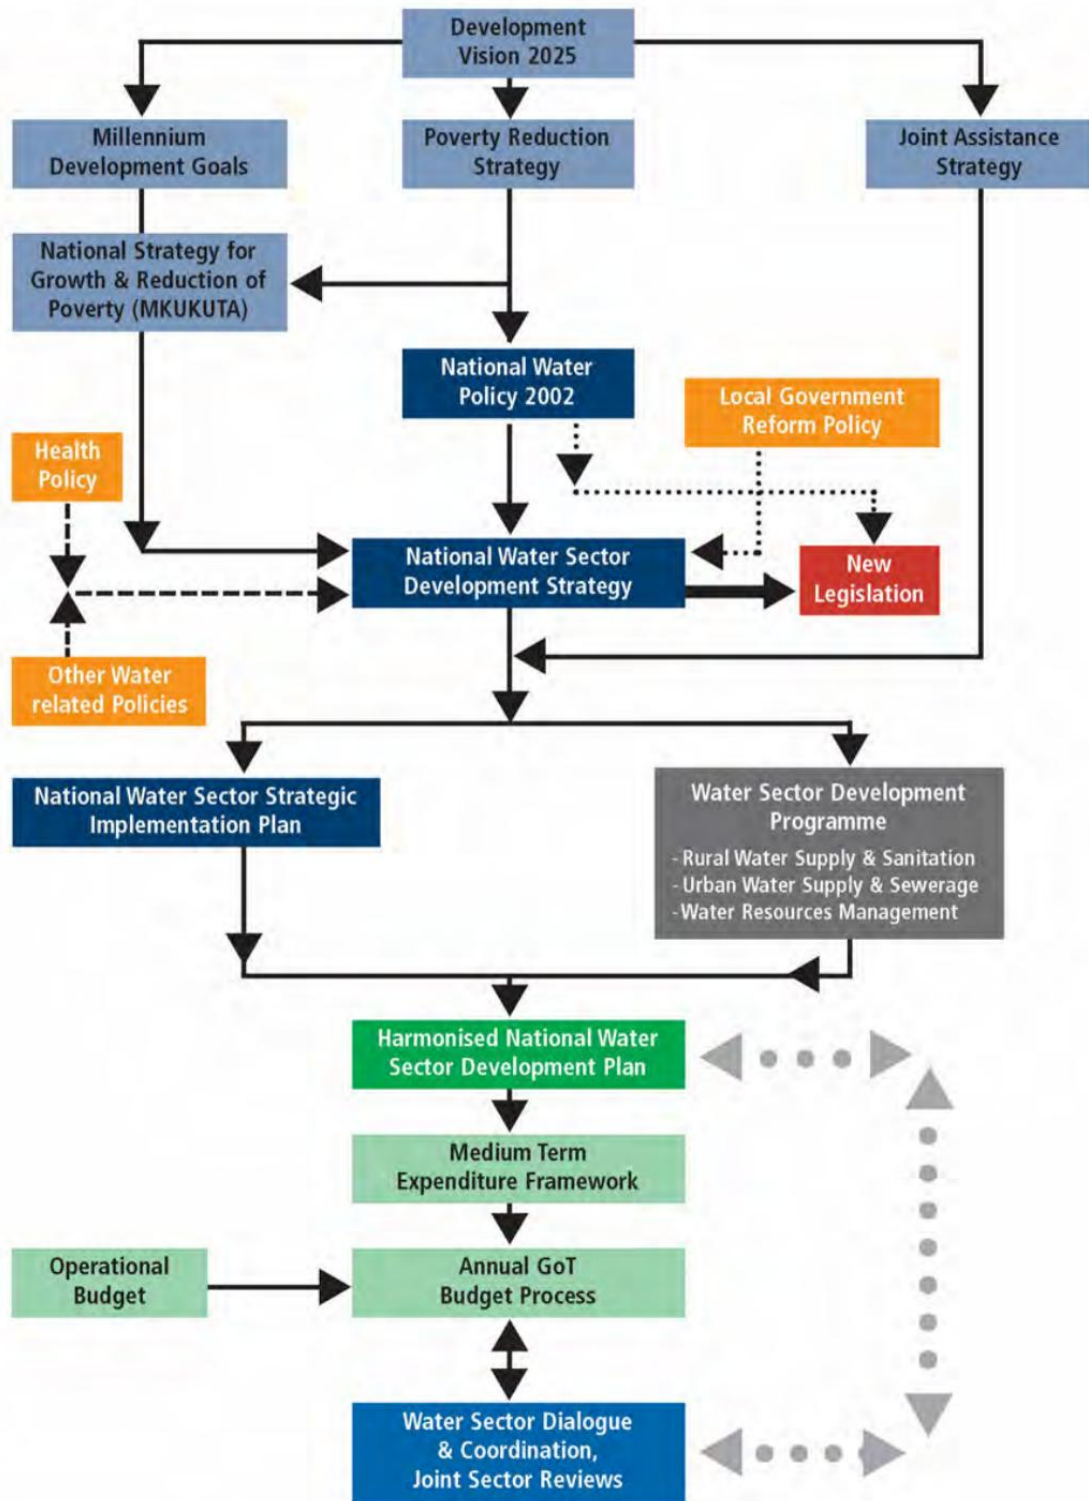 Development
Vision 2025
Millennium
Development Goals
Poverty Reduction
Strategy
Joint Assistance
Strategy
National Strategy for
Growth & Reduction of
Poverty (MKUKUTA)
National Water
Policy 2002
Local Government
Reform Policy
Health
Policy
National Water Sector
Development Strategy
New
Legislation
Other Water
related Policies
National Water Sector Strategic
Implementation Plan
Water Sector Development
Programme
- Rural Water Supply & Sanitation
- Urban Water Supply & Sewerage
- Water Resources Management
Harmonised National Water
Sector Development Plan
Medium Term
Expenditure Framework
Operational
Budget
Annual GoT
Budget Process
Water Sector Dialogue
& Coordination,
Joint Sector Reviews